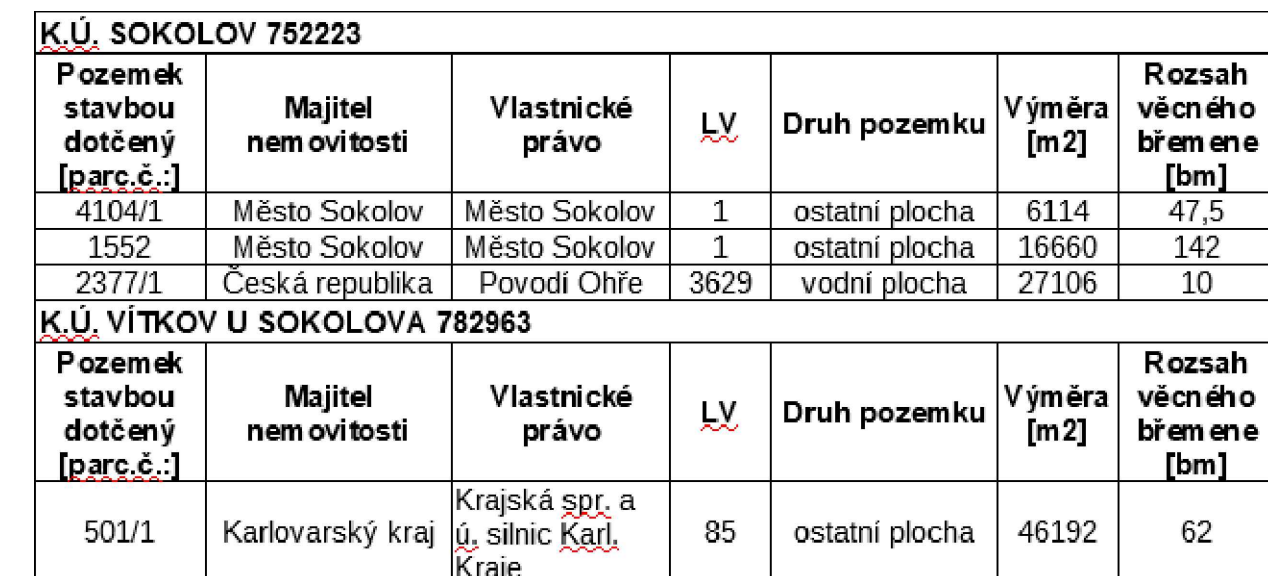 K.Ú. SOKOLOV 752223
Pozemek stavbou dotčený [parc.č.:] Majitel nemovitosti Vlastnické právo LV Druh pozemku Výměra [m2] Rozsah věcného břemene [bm]
4104/1 Město Sokolov Město Sokolov 1 ostatní plocha 6114 47,5
1552 Město Sokolov Město Sokolov 1 ostatní plocha 16660 142
2377/1 Česká republika Povodí Ohře 3629 vodní plocha 27106 10
K.Ú. VÍTKOV U SOKOLOVA 782963
Pozemek stavbou dotčený [parc.č.:] Majitel nemovitosti Vlastnické právo LV Druh pozemku Výměra [m2] Rozsah věcného břemene [bm]
501/1 Karlovarský kraj Krajská spr. a ú. silnic Karl. Kraje 85 ostatní plocha 46192 62